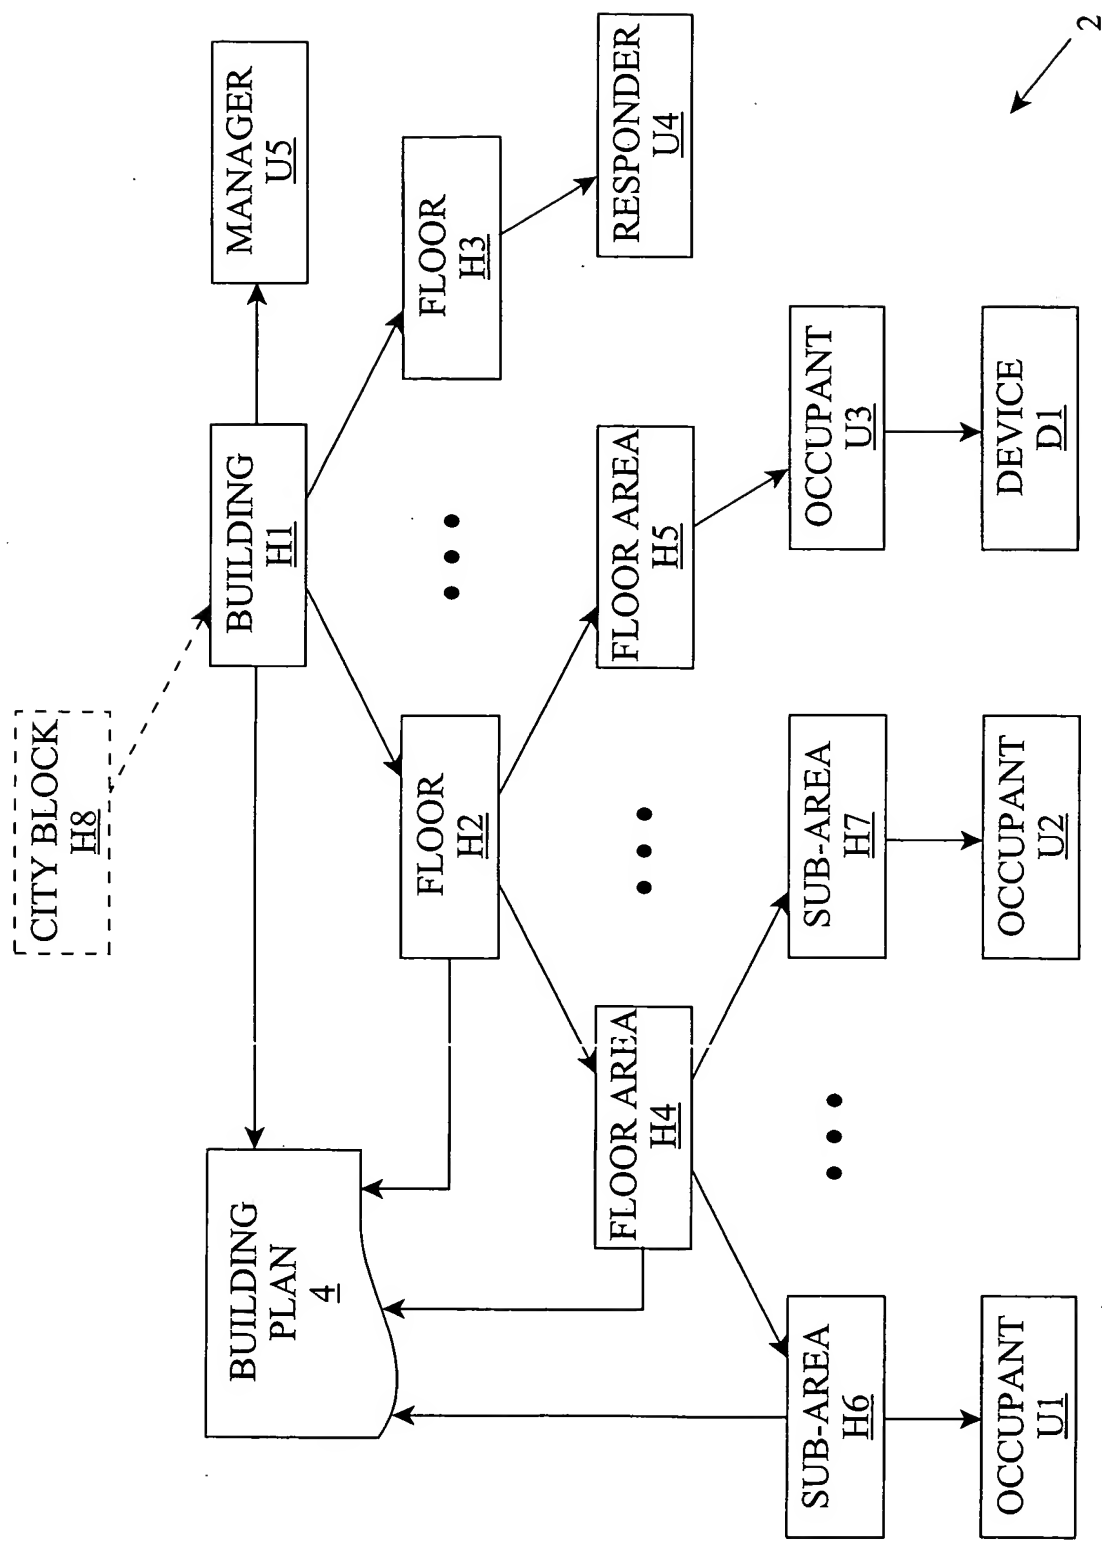 CITY BLOCK
H8
BUILDING
PLAN
4
BUILDING
H1
MANAGER
U5
FLOOR
H2
FLOOR
H3
FLOOR AREA
H4
FLOOR AREA
H5
RESPONDER
U4
SUB-AREA
H6
SUB-AREA
H7
OCCUPANT
U3
OCCUPANT
U1
OCCUPANT
U2
DEVICE
D1
2